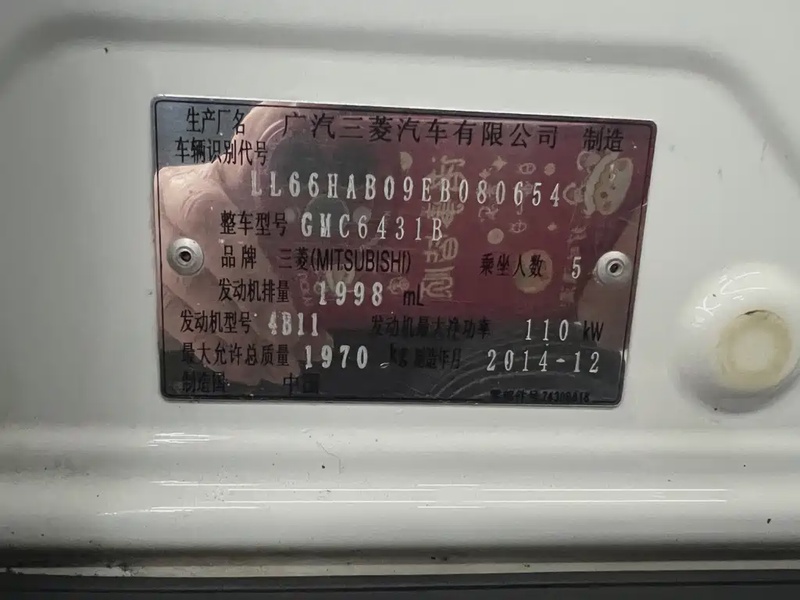 生产厂名 广汽三菱汽车有限公司 制造
车辆识别代号
LL66HAB09EB080654
整车型号 GMC6431B
品牌 三菱(MITSUBISHI) 乘坐人数 5
发动机排量 1998 mL
发动机型号 4B11 发动机最大净功率 110 kW
最大允许总质量 1970 kg 制造年月 2014-12
制造国 中国
零部件号